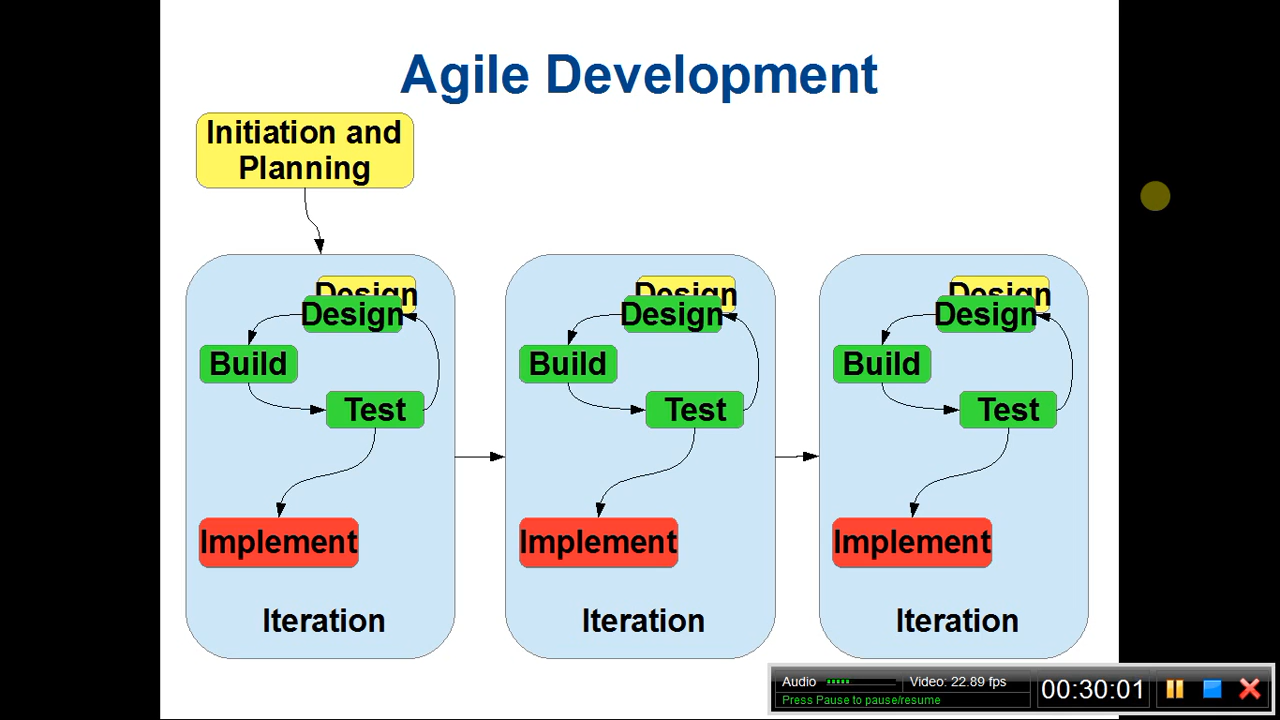 Agile Development
Initiation and
Planning
Design
Design
Build
Test
Implement
Iteration
Design
Design
Build
Test
Implement
Iteration
Design
Design
Build
Test
Implement
Iteration
Audio
Video: 22.89 fps
Press Pause to pause/resume
00:30:01